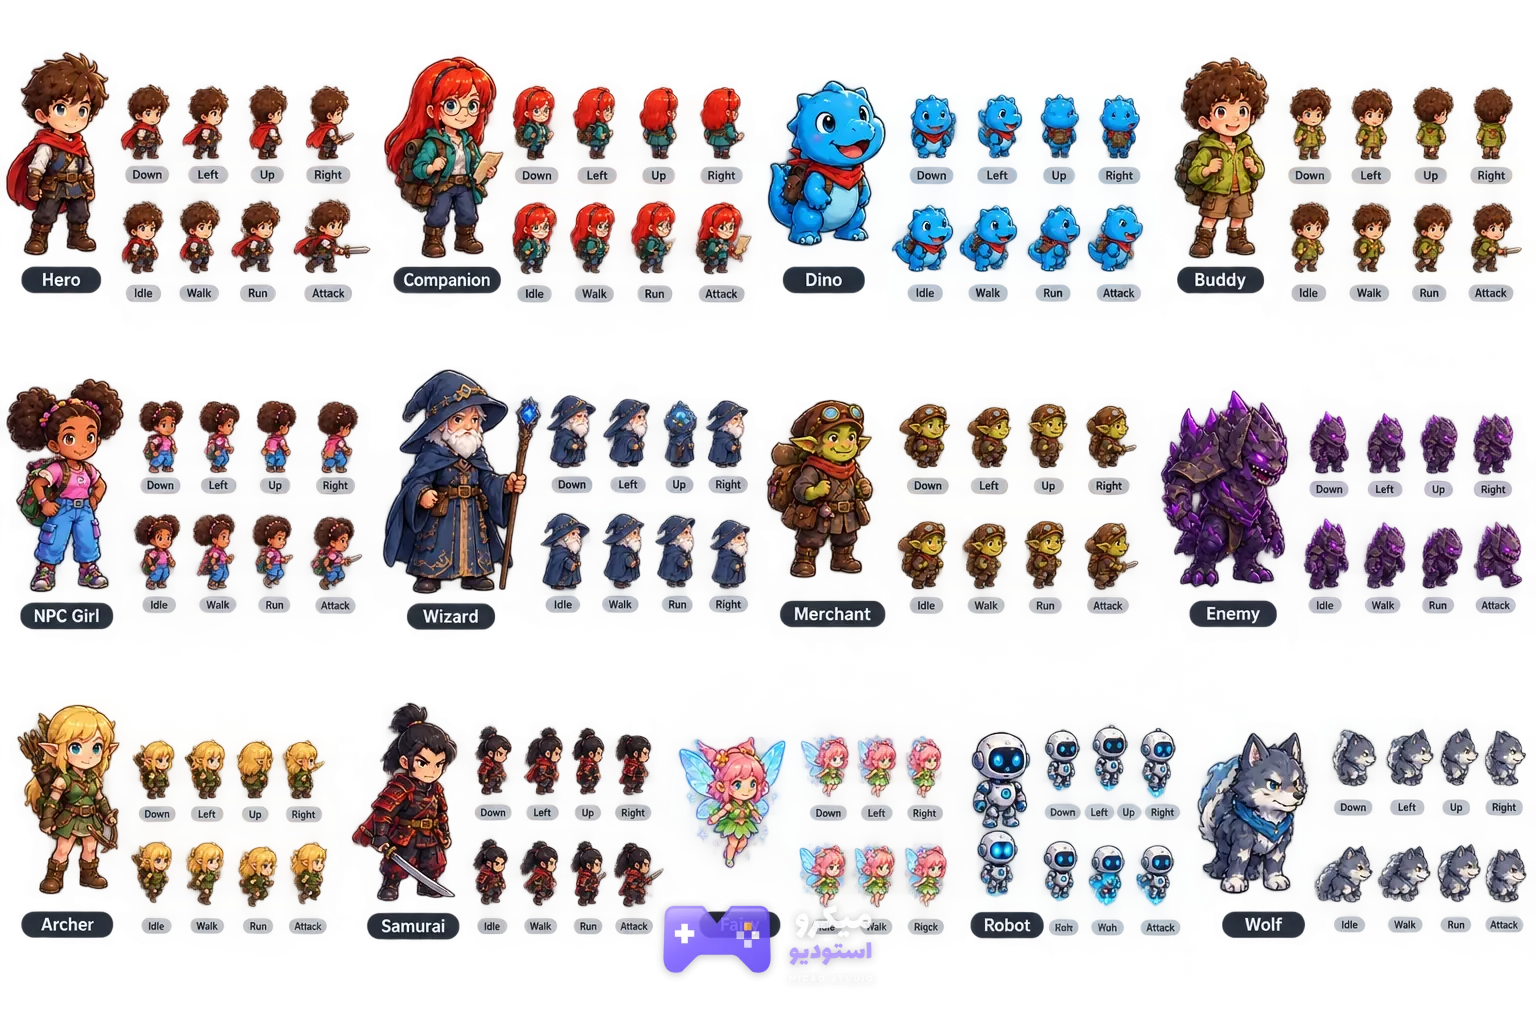 Down Left Up Right
Down Left Up Right
Down Left Up Right
Down Left Up Right
Hero
Idle Walk Run Attack
Companion
Idle Walk Run Attack
Dino
Idle Walk Run Attack
Buddy
Idle Walk Run Attack
Down Left Up Right
Down Left Up Right
Down Left Up Right
Down Left Up Right
NPC Girl
Idle Walk Run Attack
Wizard
Idle Walk Run Right
Merchant
Idle Walk Run Attack
Enemy
Idle Walk Run Attack
Down Left Up Right
Down Left Up Right
Down Left Right
Down Left Up Right
Down Left Up Right
Archer
Idle Walk Run Attack
Samurai
Idle Walk Run Attack
Fairy
Idle Walk Rigck
Robot
Attack
Wolf
Idle Walk Run Attack
میکرو
استودیو